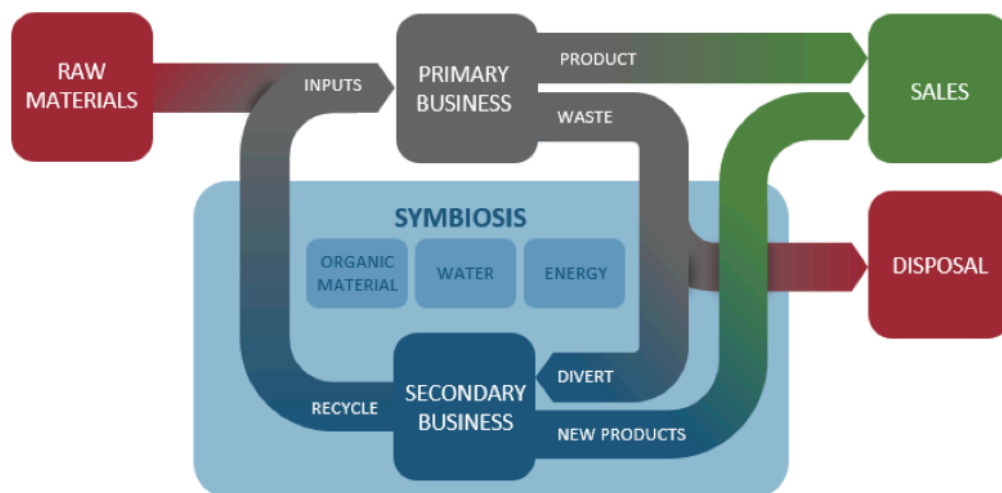 RAW
MATERIALS
INPUTS
PRIMARY
BUSINESS
PRODUCT
WASTE
SALES
SYMBIOSIS
ORGANIC
MATERIAL
WATER
ENERGY
DISPOSAL
RECYCLE
SECONDARY
BUSINESS
DIVERT
NEW PRODUCTS